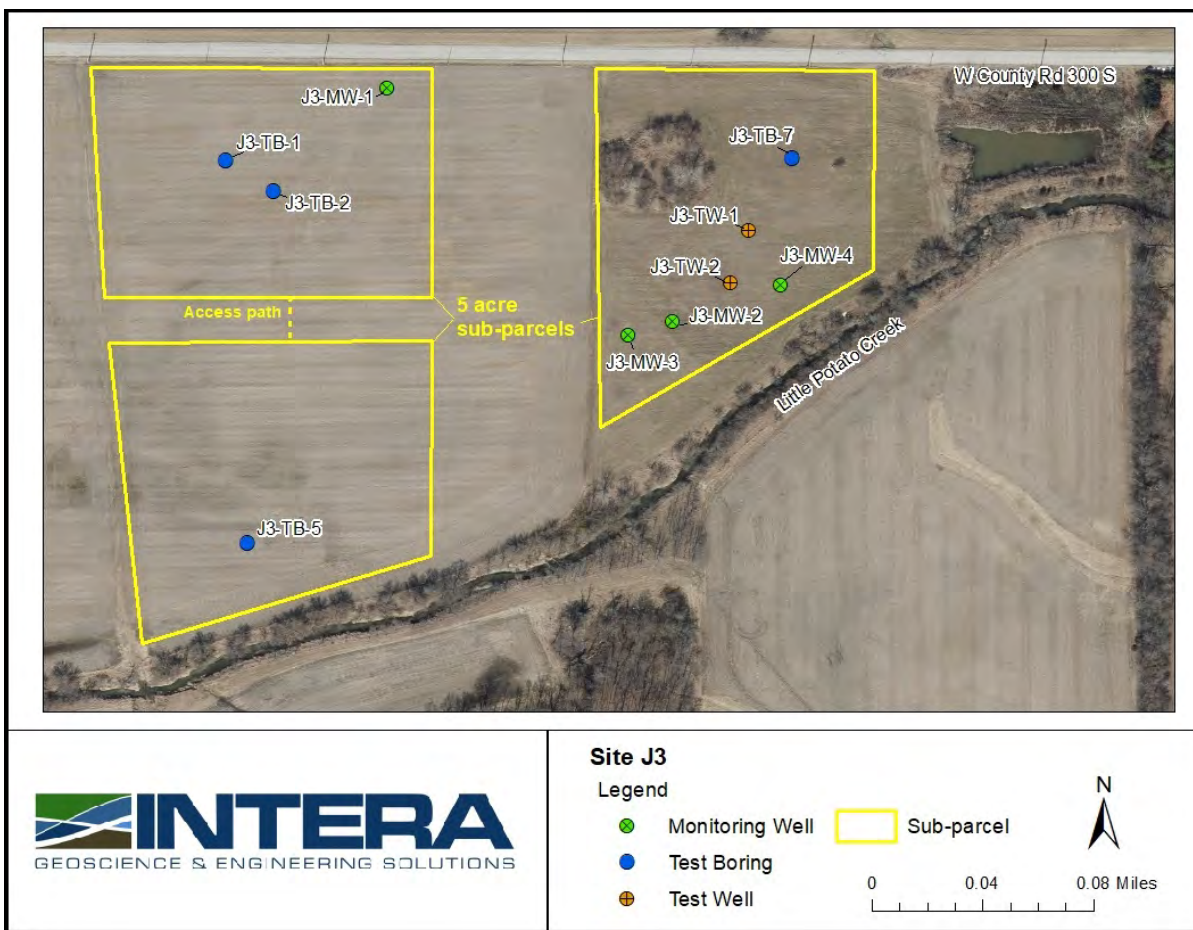 W County Rd 300 S
J3-MW-1
J3-TB-1
J3-TB-7
J3-TB-2
J3-TW-1
J3-TW-2
J3-MW-4
Access path
5 acre
sub-parcels
J3-MW-2
J3-MW-3
Little Potato Creek
J3-TB-5
INTERA
GEOSCIENCE & ENGINEERING SOLUTIONS
Site J3
Legend
Monitoring Well
Sub-parcel
Test Boring
Test Well
N
0 0.04 0.08 Miles